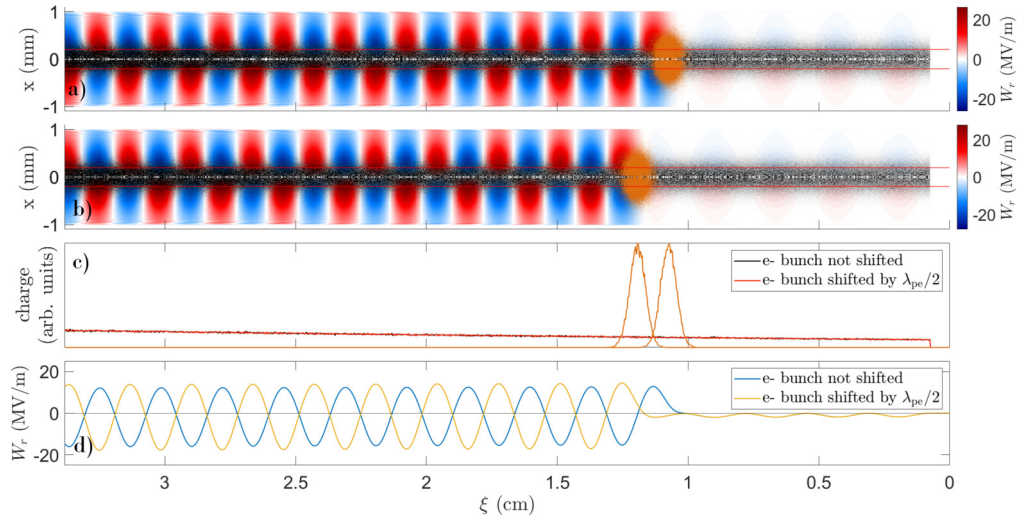 1
x (mm)
0
-1
a)
20
0
-20
W_r (MV/m)
1
x (mm)
0
-1
b)
20
0
-20
W_r (MV/m)
c)
charge
(arb. units)
e- bunch not shifted
e- bunch shifted by λ_pe/2
20
0
-20
W_r (MV/m)
d)
e- bunch not shifted
e- bunch shifted by λ_pe/2
3 2.5 2 1.5 1 0.5 0
ξ (cm)